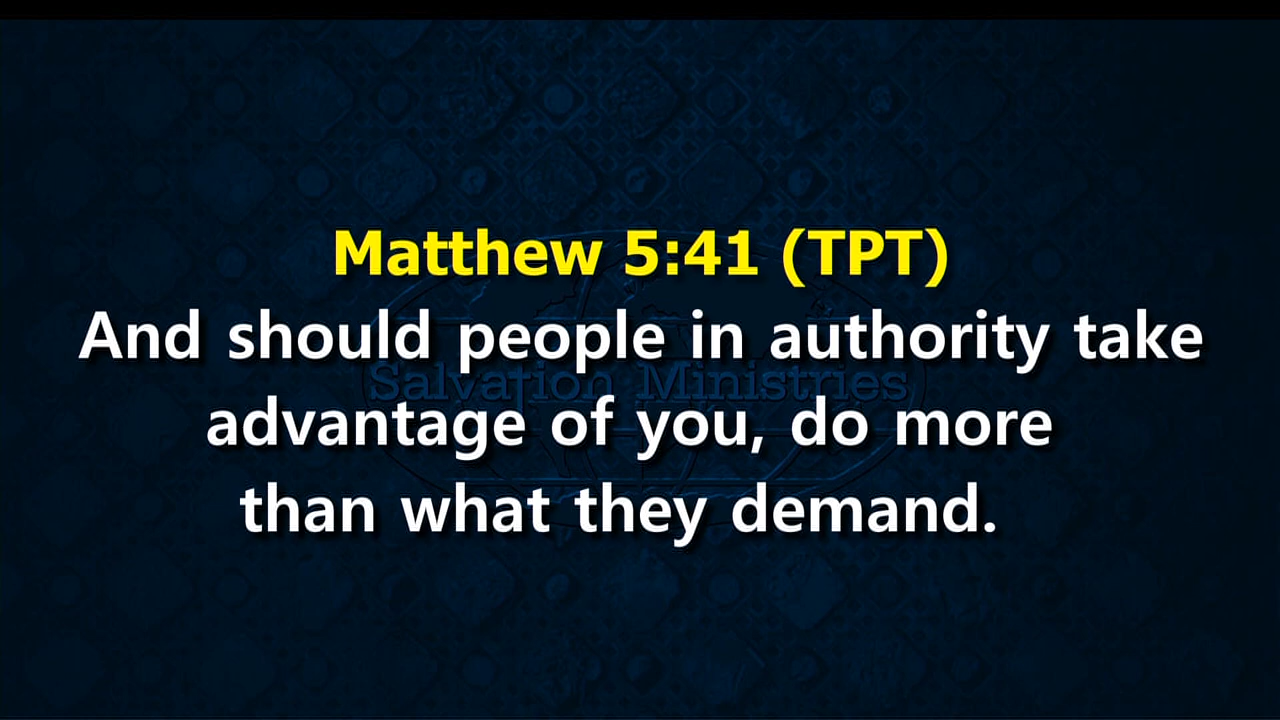 Matthew 5:41 (TPT)
And should people in authority take
Salvation Ministries
advantage of you, do more
than what they demand.